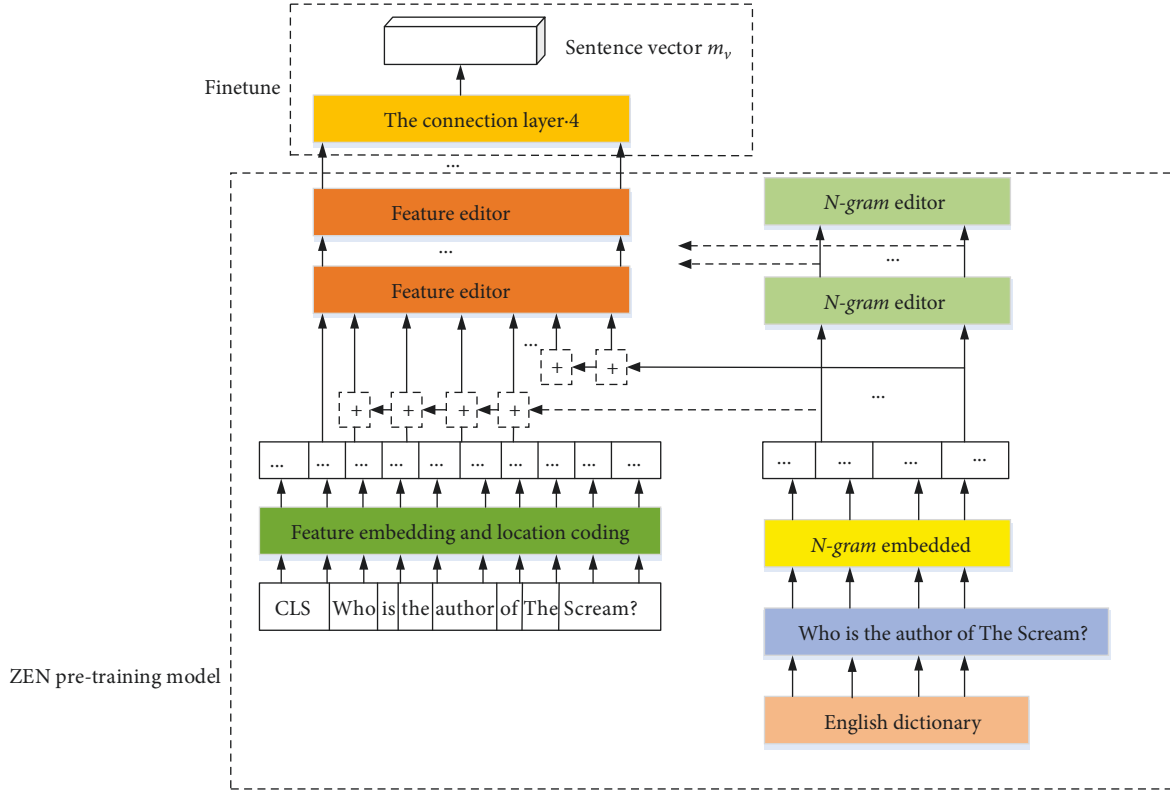 Sentence vector mv
Finetune
The connection layer·4
...
Feature editor
N-gram editor
...
...
Feature editor
N-gram editor
...
+ +
...
+ + + +
... ... ... ... ... ... ... ... ... ...
... ... ... ...
Feature embedding and location coding
N-gram embedded
CLS Who is the author of The Scream?
Who is the author of The Scream?
ZEN pre-training model
English dictionary